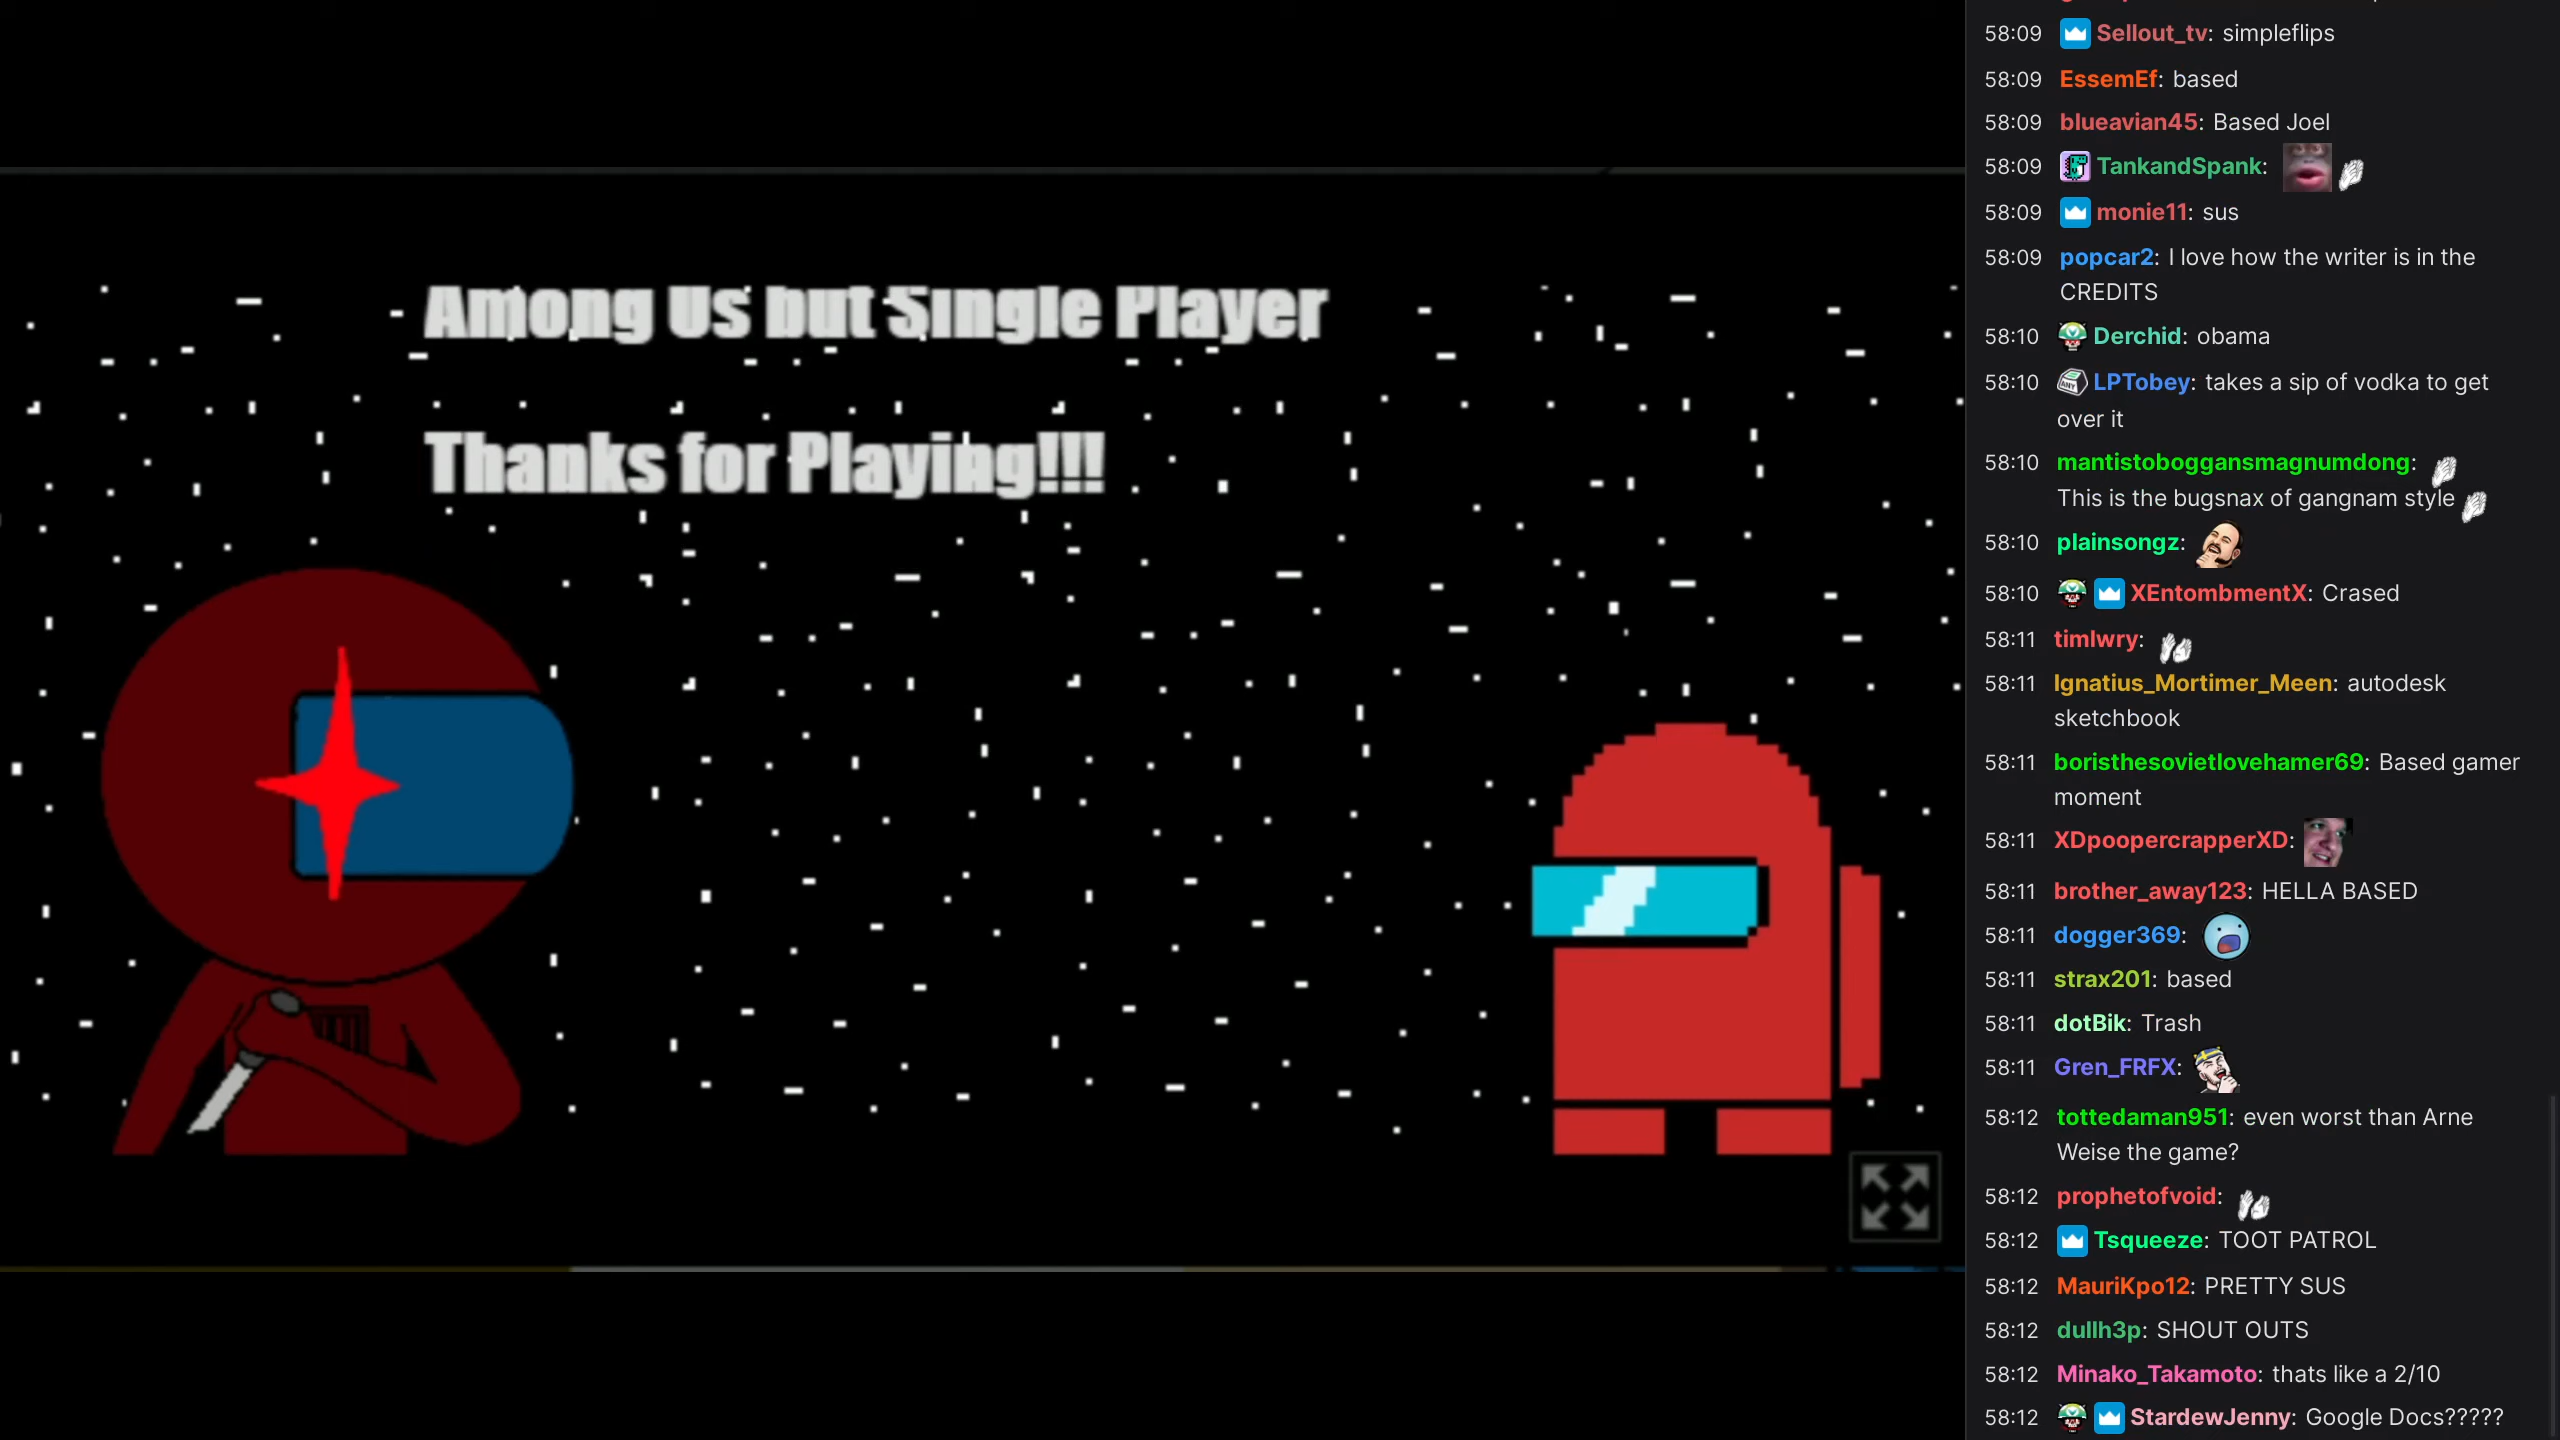 Among Us but Single Player
Thanks for Playing!!!
58:09 Sellout_tv: simpleflips
58:09 EssemEf: based
58:09 blueavian45: Based Joel
58:09 TankandSpank:
58:09 monie11: sus
58:09 popcar2: I love how the writer is in the
CREDITS
58:10 Derchid: obama
58:10 LPTobey: takes a sip of vodka to get
over it
58:10 mantistoboggansmagnumdong:
This is the bugsnax of gangnam style
58:10 plainsongz:
58:10 XEntombmentX: Crased
58:11 timlwry:
58:11 Ignatius_Mortimer_Meen: autodesk
sketchbook
58:11 boristhesovietlovehamer69: Based gamer
moment
58:11 XDpoopercrapperXD:
58:11 brother_away123: HELLA BASED
58:11 dogger369:
58:11 strax201: based
58:11 dotBik: Trash
58:11 Gren_FRFX:
58:12 tottedaman951: even worst than Arne
Weise the game?
58:12 prophetofvoid:
58:12 Tsqueeze: TOOT PATROL
58:12 MauriKpo12: PRETTY SUS
58:12 dullh3p: SHOUT OUTS
58:12 Minako_Takamoto: thats like a 2/10
58:12 StardewJenny: Google Docs?????